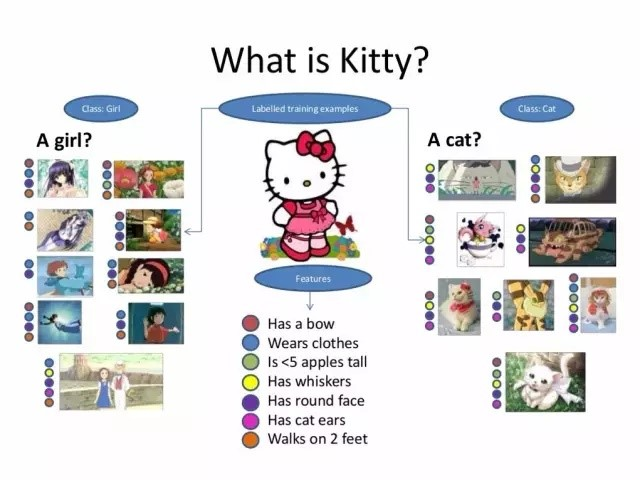 What is Kitty?
Class: Girl
Labelled training examples
Class: Cat
A girl?
A cat?
Features
Has a bow
Wears clothes
Is <5 apples tall
Has whiskers
Has round face
Has cat ears
Walks on 2 feet